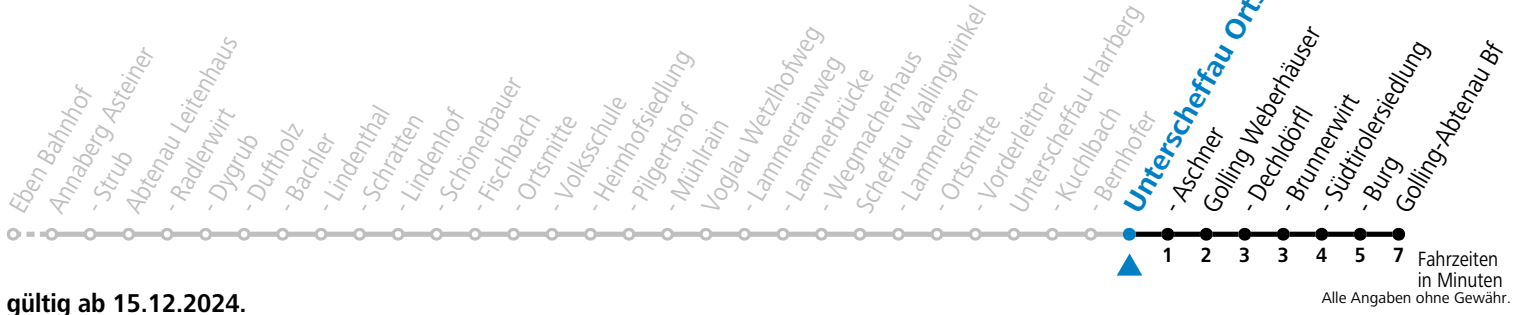 Eben Bahnhof
Annaberg Asteiner
- Strub
Abtenau Leitenhaus
- Radlerwirt
- Dygrub
- Duftholz
- Bachler
- Lindenthal
- Schratten
- Lindenhof
- Schönerbauer
- Fischbach
- Ortsmitte
- Volksschule
- Heimhofsiedlung
- Pilgertshof
- Mühlrain
Voglau Wetzlhofweg
- Lammerrainweg
- Lammerbrücke
- Wegmacherhaus
Scheffau Wallingwinkel
- Lammeröfen
- Ortsmitte
- Vorderleitner
Unterscheffau Harrberg
- Kuchlbach
- Bernhofer
Unterscheffau Orts
- Aschner
Golling Weberhäuser
- Dechldörfl
- Brunnerwirt
- Südtirolersiedlung
- Burg
Golling-Abtenau Bf
1 2 3 3 4 5 7
Fahrzeiten
in Minuten
Alle Angaben ohne Gewähr.
gültig ab 15.12.2024.